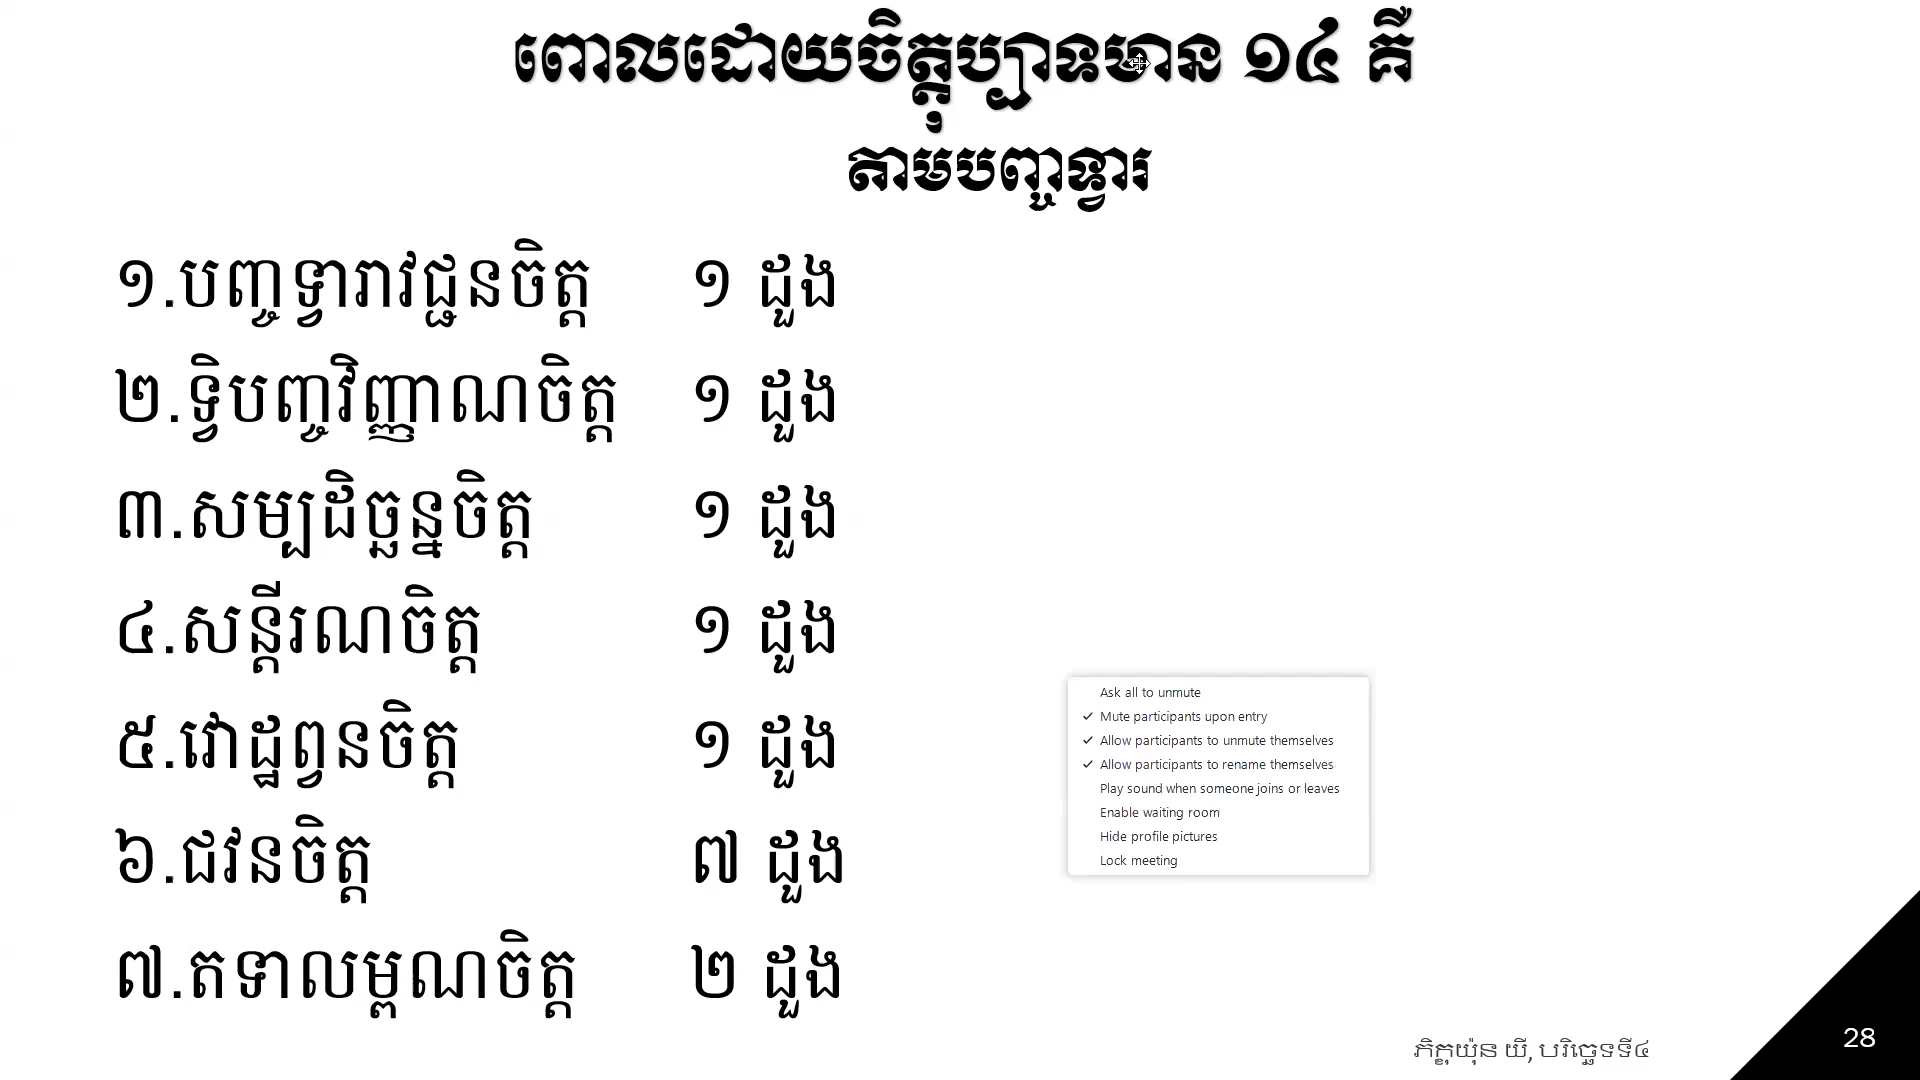 ពោលដោយចិត្តុប្បាទមាន ១៤ គឺ
តាមបញ្ចទ្វារ
១.បញ្ចទ្វារាវជ្ជនចិត្ត ១ ដួង
២.ទ្វិបញ្ចវិញ្ញាណចិត្ត ១ ដួង
៣.សម្បដិច្ឆន្នចិត្ត ១ ដួង
៤.សន្តីរណចិត្ត ១ ដួង
៥.វោដ្ឋព្វនចិត្ត ១ ដួង
៦.ជវនចិត្ត ៧ ដួង
៧.តទាលម្ពណចិត្ត ២ ដួង
Ask all to unmute
✓ Mute participants upon entry
✓ Allow participants to unmute themselves
✓ Allow participants to rename themselves
Play sound when someone joins or leaves
Enable waiting room
Hide profile pictures
Lock meeting
ភិក្ខុយ៉ុន យី, បរិច្ឆេទទី៤
28